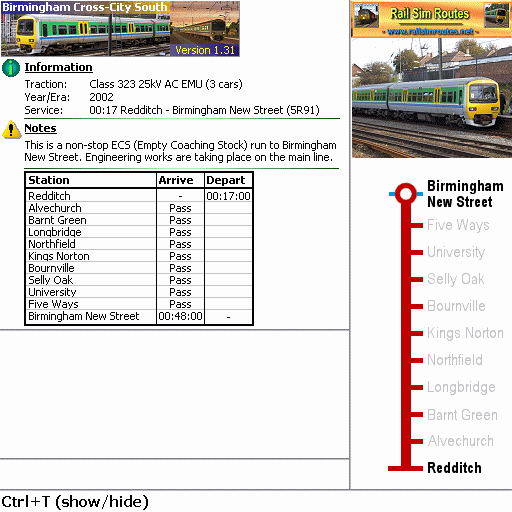 Birmingham Cross-City South
Version 1.31
Rail Sim Routes
- www.railsimroutes.net -
Information
Traction: Class 323 25kV AC EMU (3 cars)
Year/Era: 2002
Service: 00:17 Redditch - Birmingham New Street (5R91)
Notes
This is a non-stop ECS (Empty Coaching Stock) run to Birmingham
New Street. Engineering works are taking place on the main line.
Station Arrive Depart
Redditch - 00:17:00
Alvechurch Pass
Barnt Green Pass
Longbridge Pass
Northfield Pass
Kings Norton Pass
Bournville Pass
Selly Oak Pass
University Pass
Five Ways Pass
Birmingham New Street 00:48:00 -
Birmingham
New Street
Five Ways
University
Selly Oak
Bournville
Kings Norton
Northfield
Longbridge
Barnt Green
Alvechurch
Redditch
Ctrl+T (show/hide)